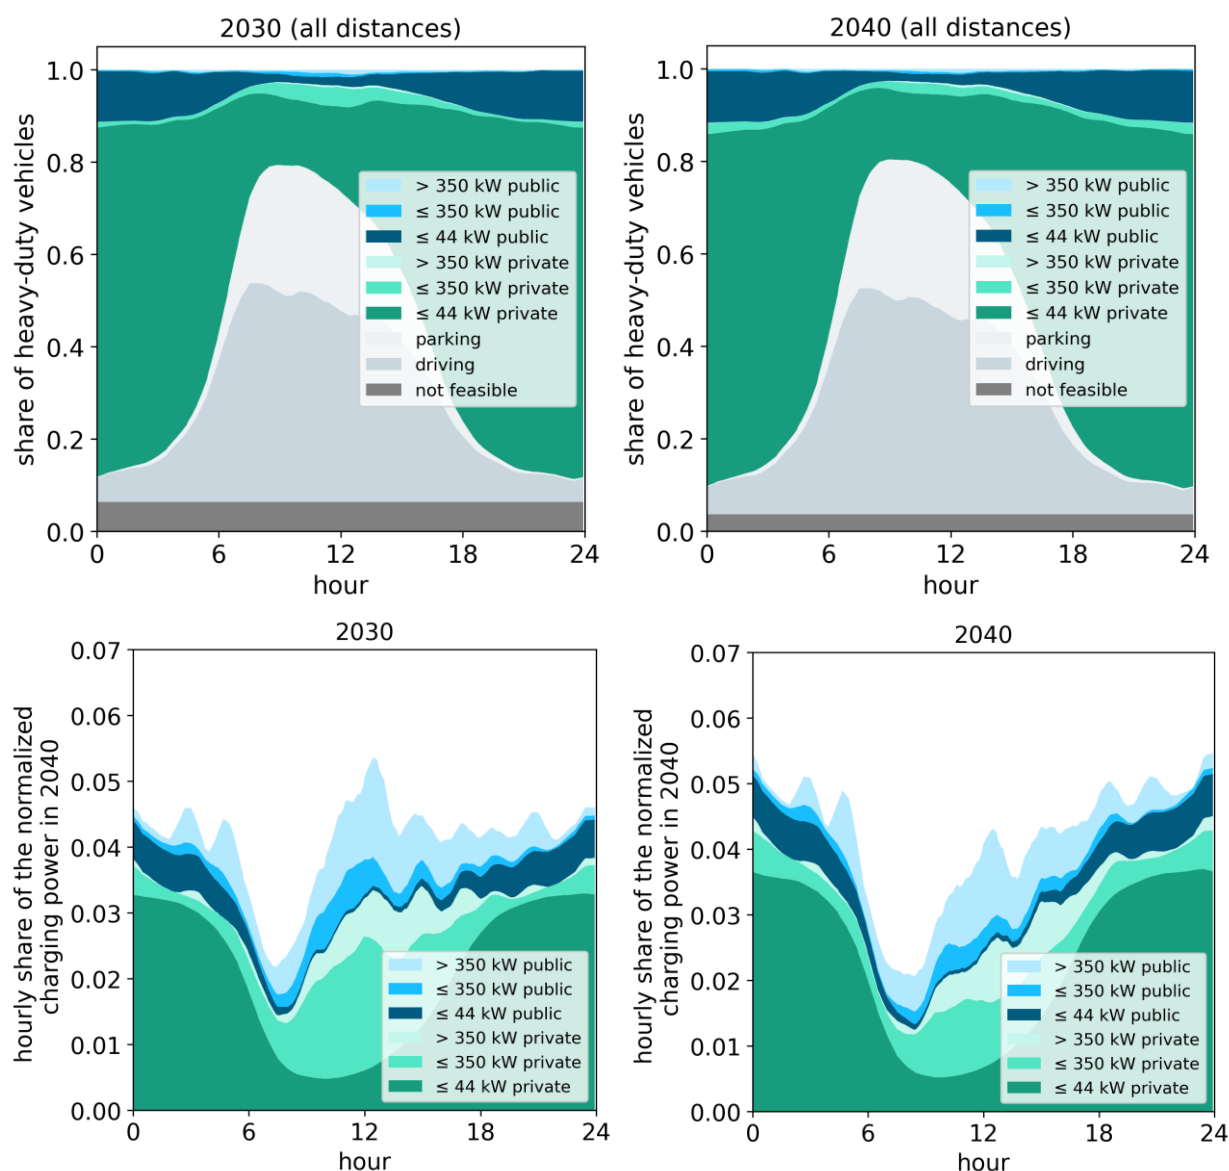 2030 (all distances)
share of heavy-duty vehicles
1.0
0.8
0.6
0.4
0.2
0.0
> 350 kW public
≤ 350 kW public
≤ 44 kW public
> 350 kW private
≤ 350 kW private
≤ 44 kW private
parking
driving
not feasible
0 6 12 18 24
hour
2040 (all distances)
share of heavy-duty vehicles
1.0
0.8
0.6
0.4
0.2
0.0
> 350 kW public
≤ 350 kW public
≤ 44 kW public
> 350 kW private
≤ 350 kW private
≤ 44 kW private
parking
driving
not feasible
0 6 12 18 24
hour
2030
hourly share of the normalized
charging power in 2040
0.07
0.06
0.05
0.04
0.03
0.02
0.01
0.00
> 350 kW public
≤ 350 kW public
≤ 44 kW public
> 350 kW private
≤ 350 kW private
≤ 44 kW private
0 6 12 18 24
hour
2040
hourly share of the normalized
charging power in 2040
0.07
0.06
0.05
0.04
0.03
0.02
0.01
0.00
> 350 kW public
≤ 350 kW public
≤ 44 kW public
> 350 kW private
≤ 350 kW private
≤ 44 kW private
0 6 12 18 24
hour